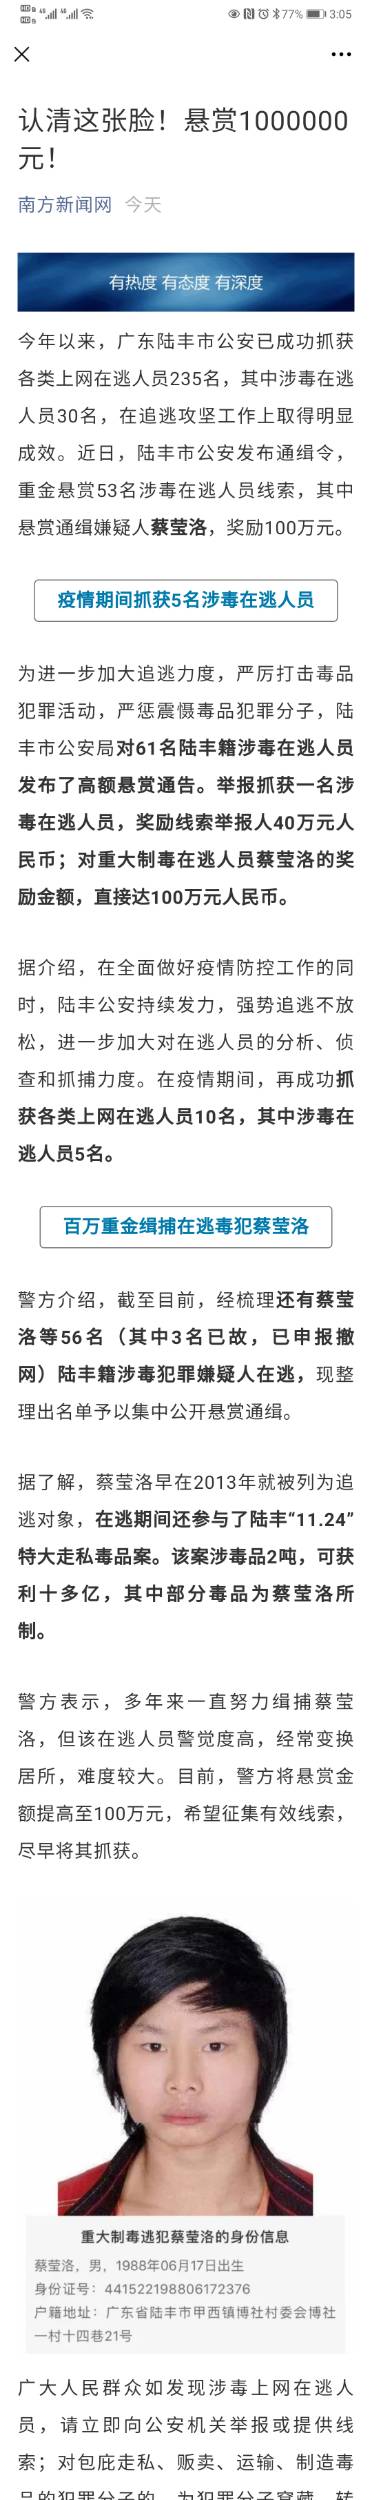 77% 3:05
认清这张脸！悬赏1000000
元！
南方新闻网 今天
有热度 有态度 有深度
今年以来，广东陆丰市公安已成功抓获
各类上网在逃人员235名，其中涉毒在逃
人员30名，在追逃攻坚工作上取得明显
成效。近日，陆丰市公安发布通缉令，
重金悬赏53名涉毒在逃人员线索，其中
悬赏通缉嫌疑人蔡莹洛，奖励100万元。
疫情期间抓获5名涉毒在逃人员
为进一步加大追逃力度，严厉打击毒品
犯罪活动，严惩震慑毒品犯罪分子，陆
丰市公安局对61名陆丰籍涉毒在逃人员
发布了高额悬赏通告。举报抓获一名涉
毒在逃人员，奖励线索举报人40万元人
民币；对重大制毒在逃人员蔡莹洛的奖
励金额，直接达100万元人民币。
据介绍，在全面做好疫情防控工作的同
时，陆丰公安持续发力，强势追逃不放
松，进一步加大对在逃人员的分析、侦
查和抓捕力度。在疫情期间，再成功抓
获各类上网在逃人员10名，其中涉毒在
逃人员5名。
百万重金缉捕在逃毒犯蔡莹洛
警方介绍，截至目前，经梳理还有蔡莹
洛等56名（其中3名已故，已申报撤
网）陆丰籍涉毒犯罪嫌疑人在逃，现整
理出名单予以集中公开悬赏通缉。
据了解，蔡莹洛早在2013年就被列为追
逃对象，在逃期间还参与了陆丰“11.24”
特大走私毒品案。该案涉毒品2吨，可获
利十多亿，其中部分毒品为蔡莹洛所
制。
警方表示，多年来一直努力缉捕蔡莹
洛，但该在逃人员警觉度高，经常变换
居所，难度较大。目前，警方将悬赏金
额提高至100万元，希望征集有效线索，
尽早将其抓获。
重大制毒逃犯蔡莹洛的身份信息
蔡莹洛，男，1988年06月17日出生
身份证号：441522198806172376
户籍地址：广东省陆丰市甲西镇博社村委会博社
一村十四巷21号
广大人民群众如发现涉毒上网在逃人
员，请立即向公安机关举报或提供线
索；对包庇走私、贩卖、运输、制造毒
品的犯罪分子的，为犯罪分子窝藏、转